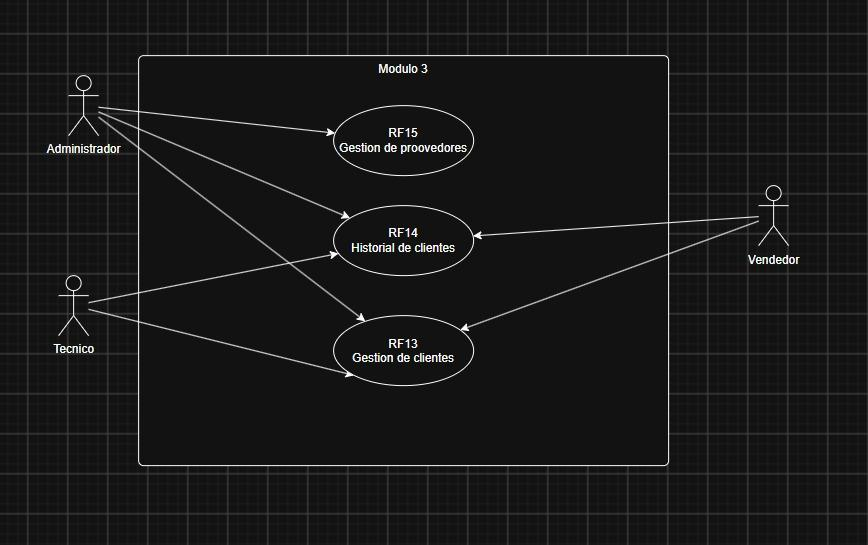 Modulo 3
Administrador
RF15
Gestion de proovedores
RF14
Historial de clientes
Vendedor
Tecnico
RF13
Gestion de clientes